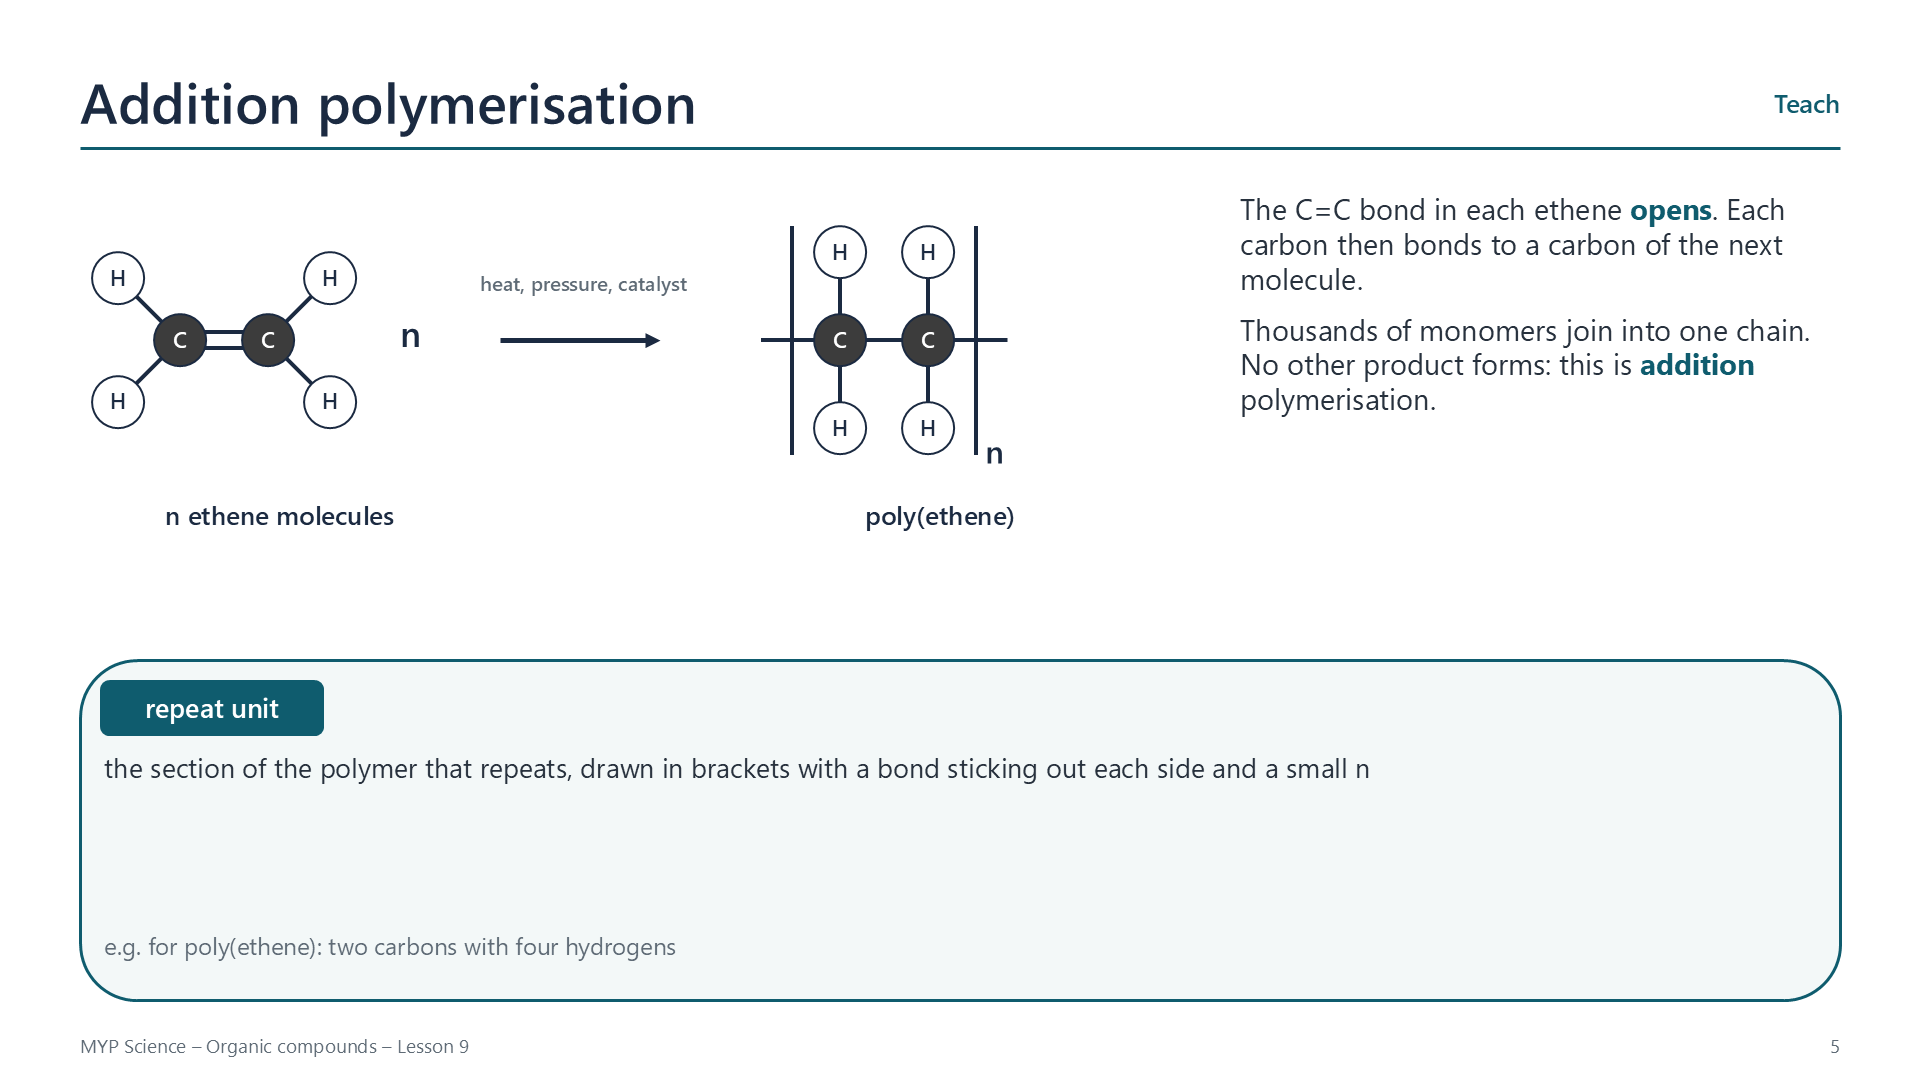 Addition polymerisation
Teach
H H
C C
H H
n
heat, pressure, catalyst
H H
C C
H H
n
n ethene molecules
poly(ethene)
The C=C bond in each ethene opens. Each
carbon then bonds to a carbon of the next
molecule.
Thousands of monomers join into one chain.
No other product forms: this is addition
polymerisation.
repeat unit
the section of the polymer that repeats, drawn in brackets with a bond sticking out each side and a small n
e.g. for poly(ethene): two carbons with four hydrogens
MYP Science – Organic compounds – Lesson 9
5